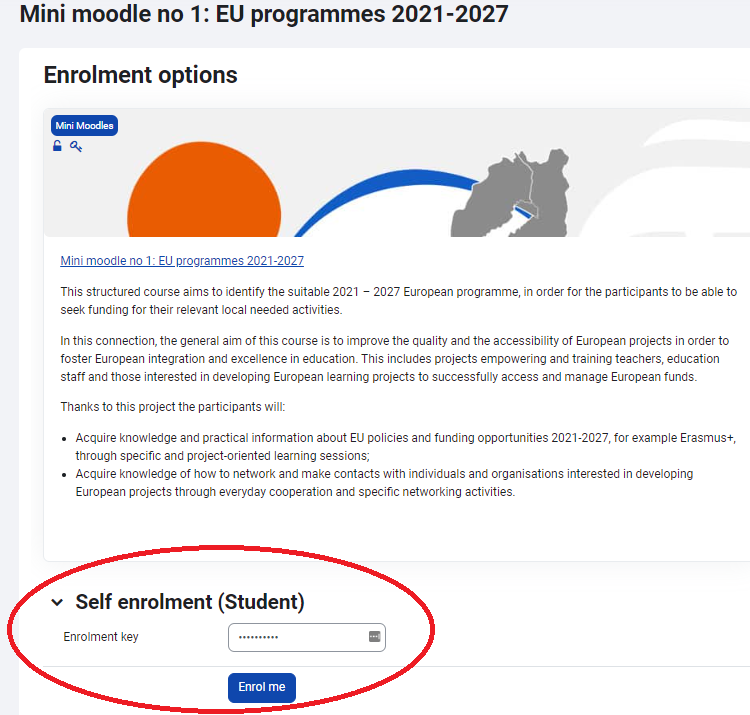 Mini moodle no 1: EU programmes 2021-2027
Enrolment options
Mini Moodles
Mini moodle no 1: EU programmes 2021-2027
This structured course aims to identify the suitable 2021 – 2027 European programme, in order for the participants to be able to
seek funding for their relevant local needed activities.
In this connection, the general aim of this course is to improve the quality and the accessibility of European projects in order to
foster European integration and excellence in education. This includes projects empowering and training teachers, education
staff and those interested in developing European learning projects to successfully access and manage European funds.
Thanks to this project the participants will:
• Acquire knowledge and practical information about EU policies and funding opportunities 2021-2027, for example Erasmus+,
through specific and project-oriented learning sessions;
• Acquire knowledge of how to network and make contacts with individuals and organisations interested in developing
European projects through everyday cooperation and specific networking activities.
Self enrolment (Student)
Enrolment key ••••••••••
Enrol me